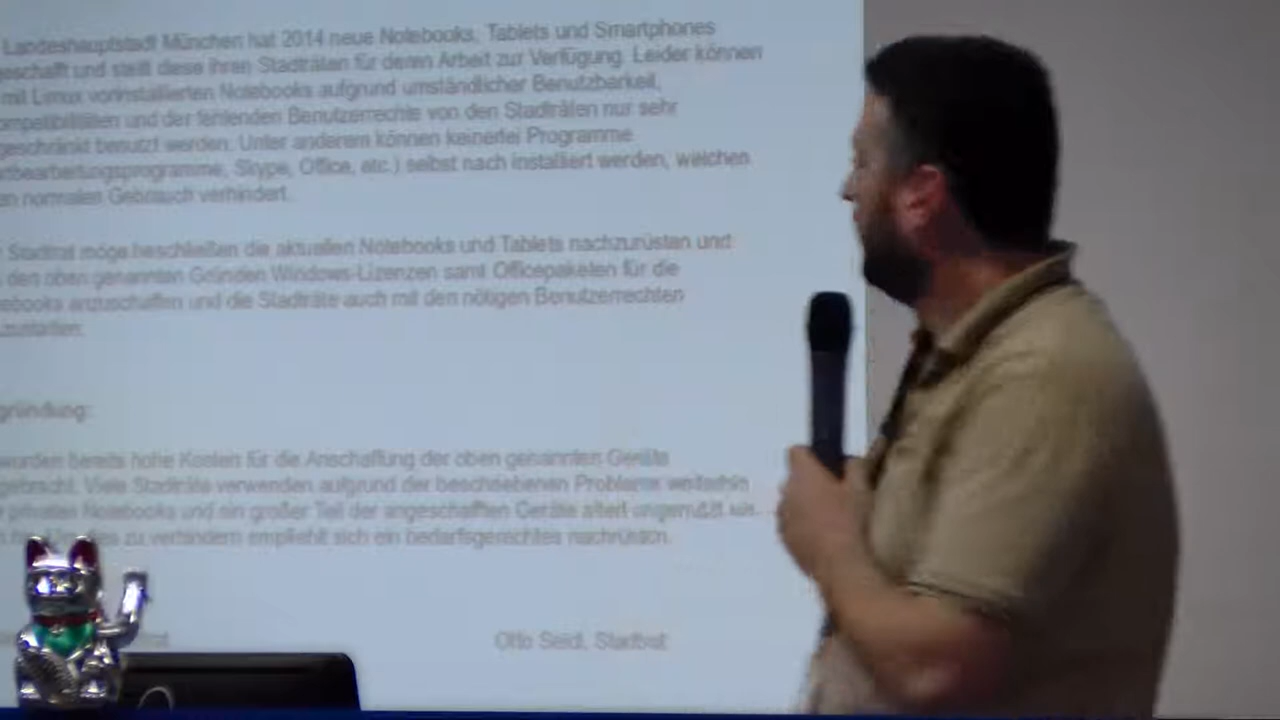 Landeshauptstadt München hat 2014 neue Notebooks, Tablets und Smartphones
eschafft und stellt diese ihren Stadträten für deren Arbeit zur Verfügung. Leider können
mit Limux vorinstallierten Notebooks aufgrund umständlicher Benutzbarkeit,
ompatibilitäten und der fehlenden Benutzerrechte von den Stadträten nur sehr
geschränkt benutzt werden. Unter anderem können keinerlei Programme
tbearbeitungsprogramme, Skype, Office, etc.) selbst nach installiert werden, welchen
en normalen Gebrauch verhindert.
Stadtrat möge beschließen die aktuellen Notebooks und Tablets nachzurüsten und
den oben genannten Gründen Windows-Lizenzen samt Officepaketen für die
ebooks anzuschaffen und die Stadträte auch mit den nötigen Benutzerrechten
zustatten.
gründung:
wurden bereits hohe Kosten für die Anschaffung der oben genannten Geräte
gebracht. Viele Stadträte verwenden aufgrund der beschriebenen Probleme weiterhin
privaten Notebooks und ein großer Teil der angeschafften Geräte altert ungenutzt
zu verhindern empfiehlt sich ein bedarfsgerechtes nachrüsten.
Otto Seidl, Stadtrat